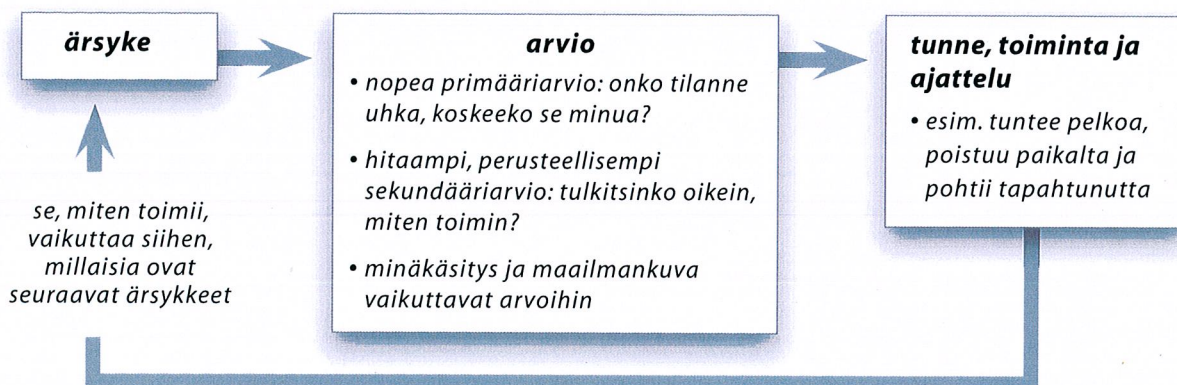 ärsyke
arvio
• nopea primääriarvio: onko tilanne
uhka, koskeeko se minua?
• hitaampi, perusteellisempi
sekundääriarvio: tulkitsinko oikein,
miten toimin?
• minäkäsitys ja maailmankuva
vaikuttavat arvoihin
tunne, toiminta ja
ajattelu
• esim. tuntee pelkoa,
poistuu paikalta ja
pohtii tapahtunutta
se, miten toimii,
vaikuttaa siihen,
millaisia ovat
seuraavat ärsykkeet